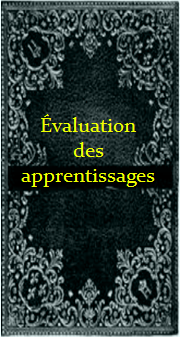 Évaluation
des
apprentissages